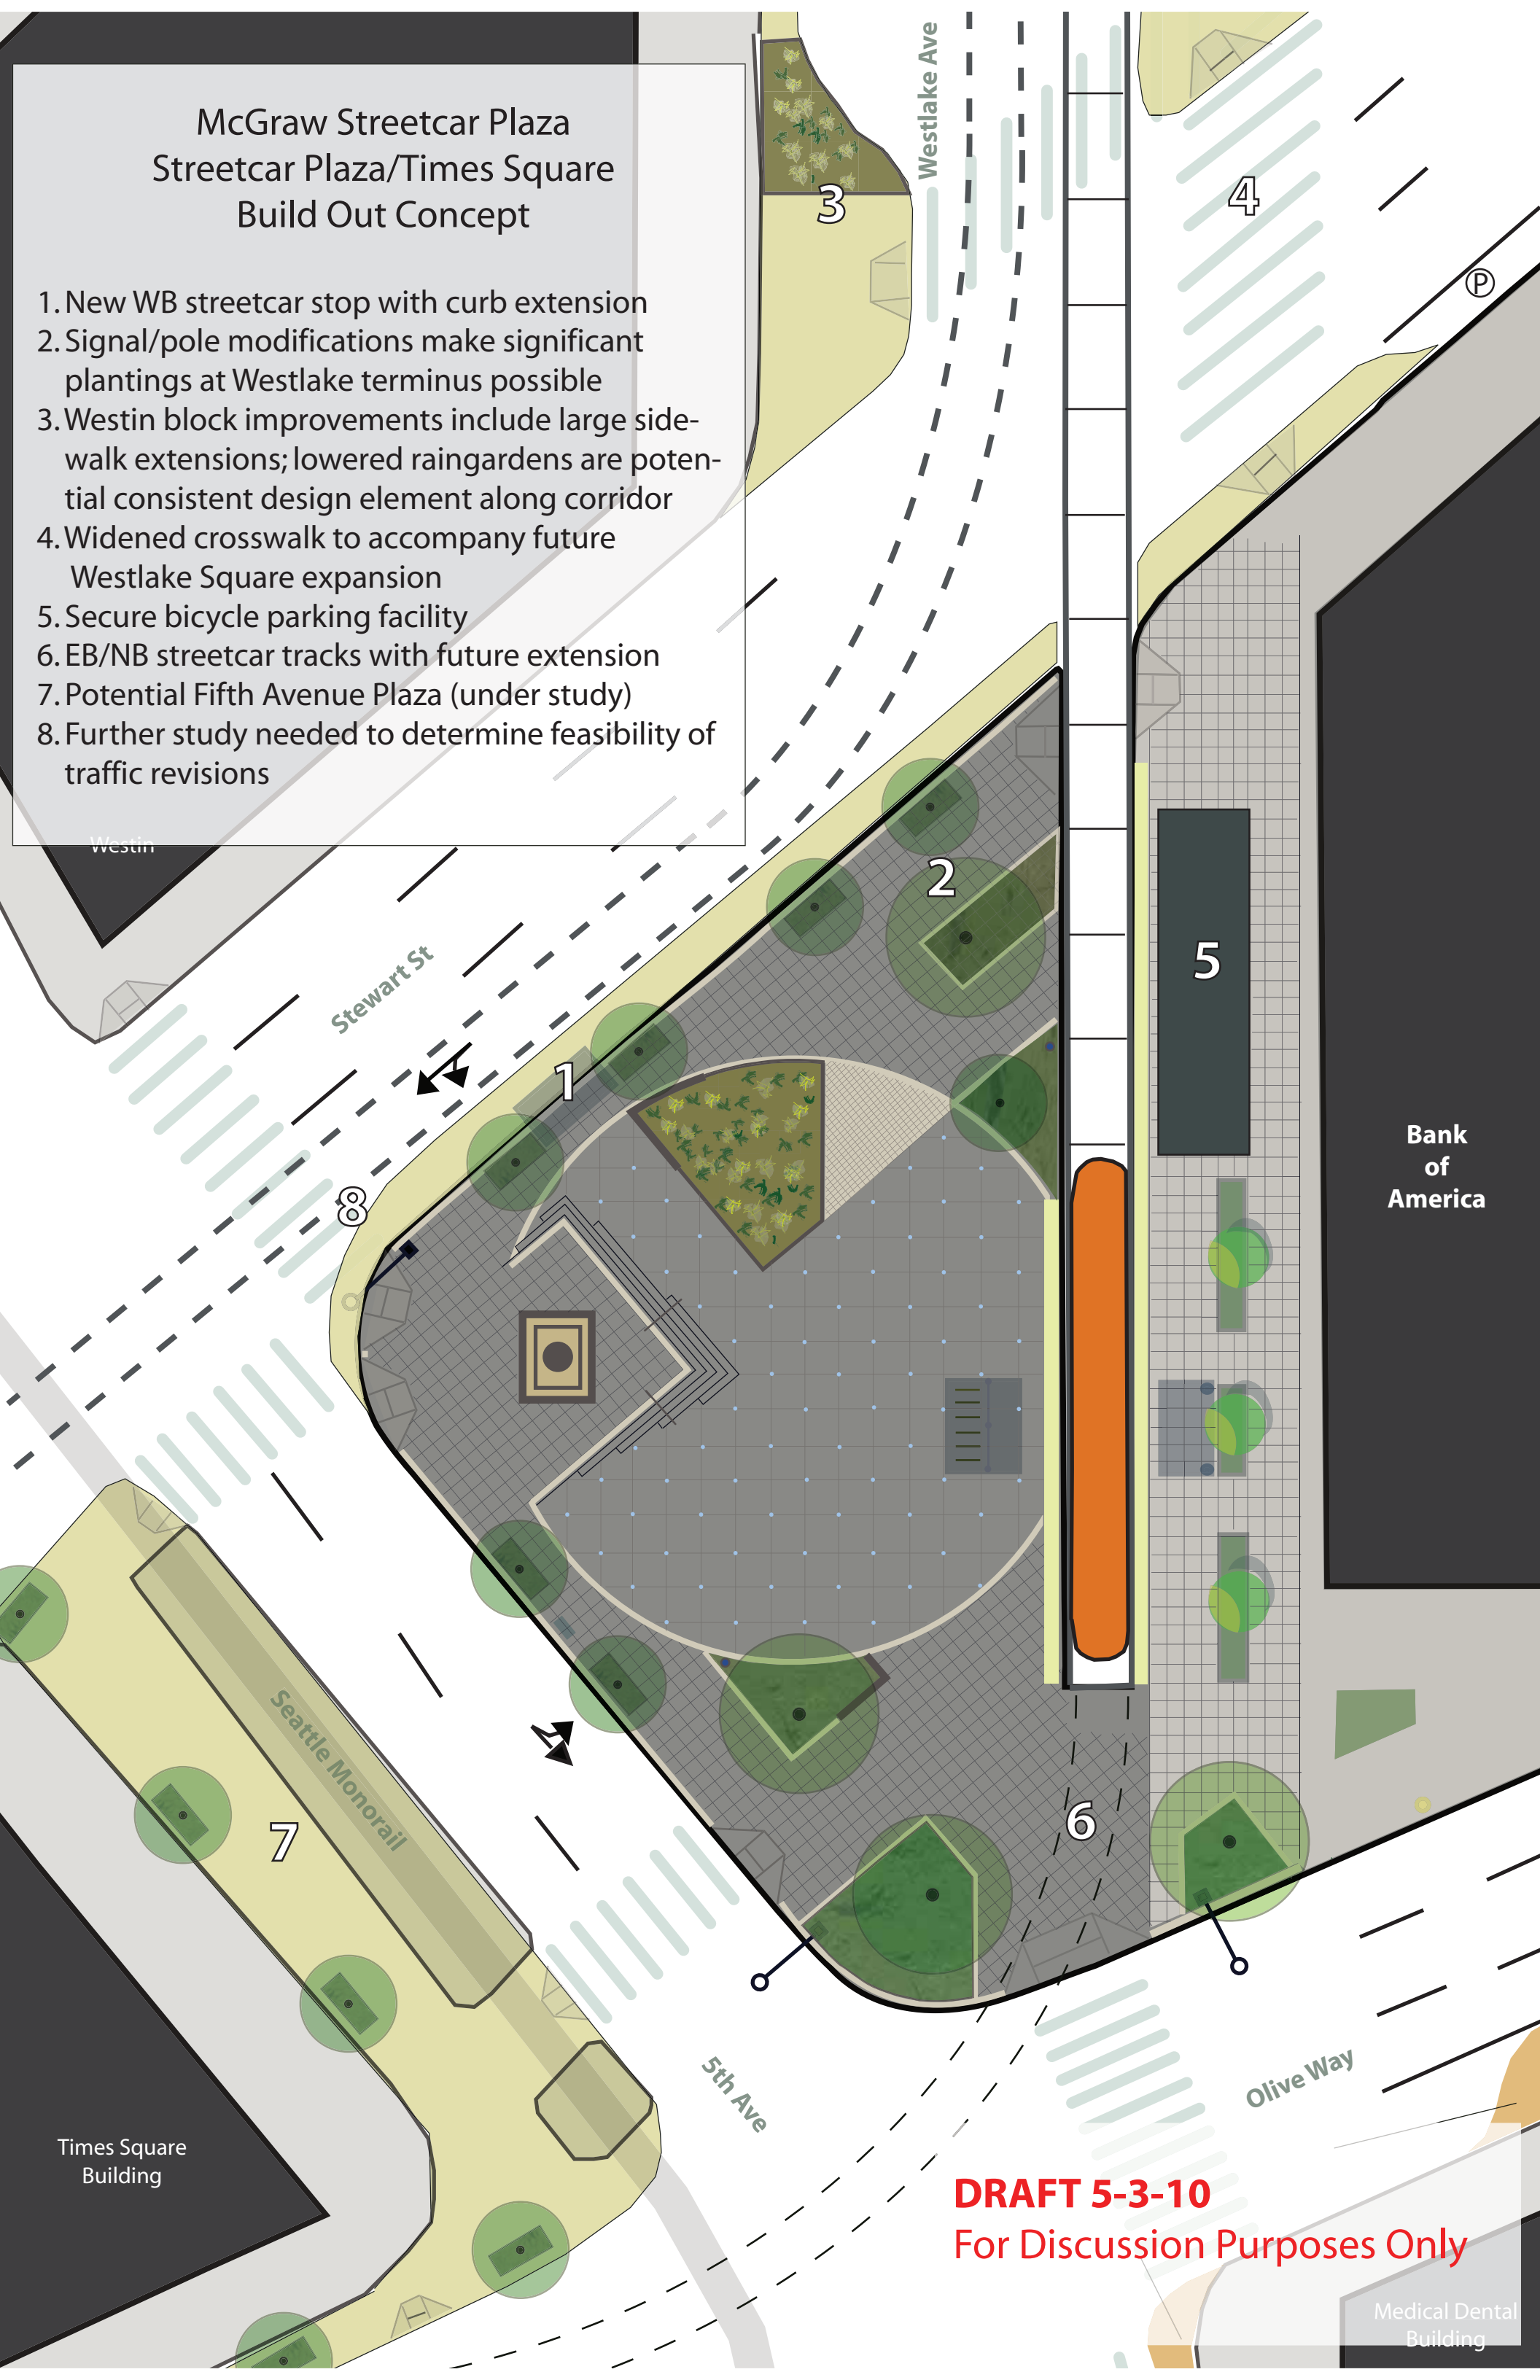 McGraw Streetcar Plaza
Streetcar Plaza/Times Square
Build Out Concept
1. New WB streetcar stop with curb extension
2. Signal/pole modifications make significant
plantings at Westlake terminus possible
3. Westin block improvements include large side-
walk extensions; lowered raingardens are poten-
tial consistent design element along corridor
4. Widened crosswalk to accompany future
Westlake Square expansion
5. Secure bicycle parking facility
6. EB/NB streetcar tracks with future extension
7. Potential Fifth Avenue Plaza (under study)
8. Further study needed to determine feasibility of
traffic revisions
Westin
Westlake Ave
3
4
P
2
5
Stewart St
1
8
Bank
of
America
Seattle Monorail
7
6
5th Ave
Olive Way
Times Square
Building
DRAFT 5-3-10
For Discussion Purposes Only
Medical Dental
Building